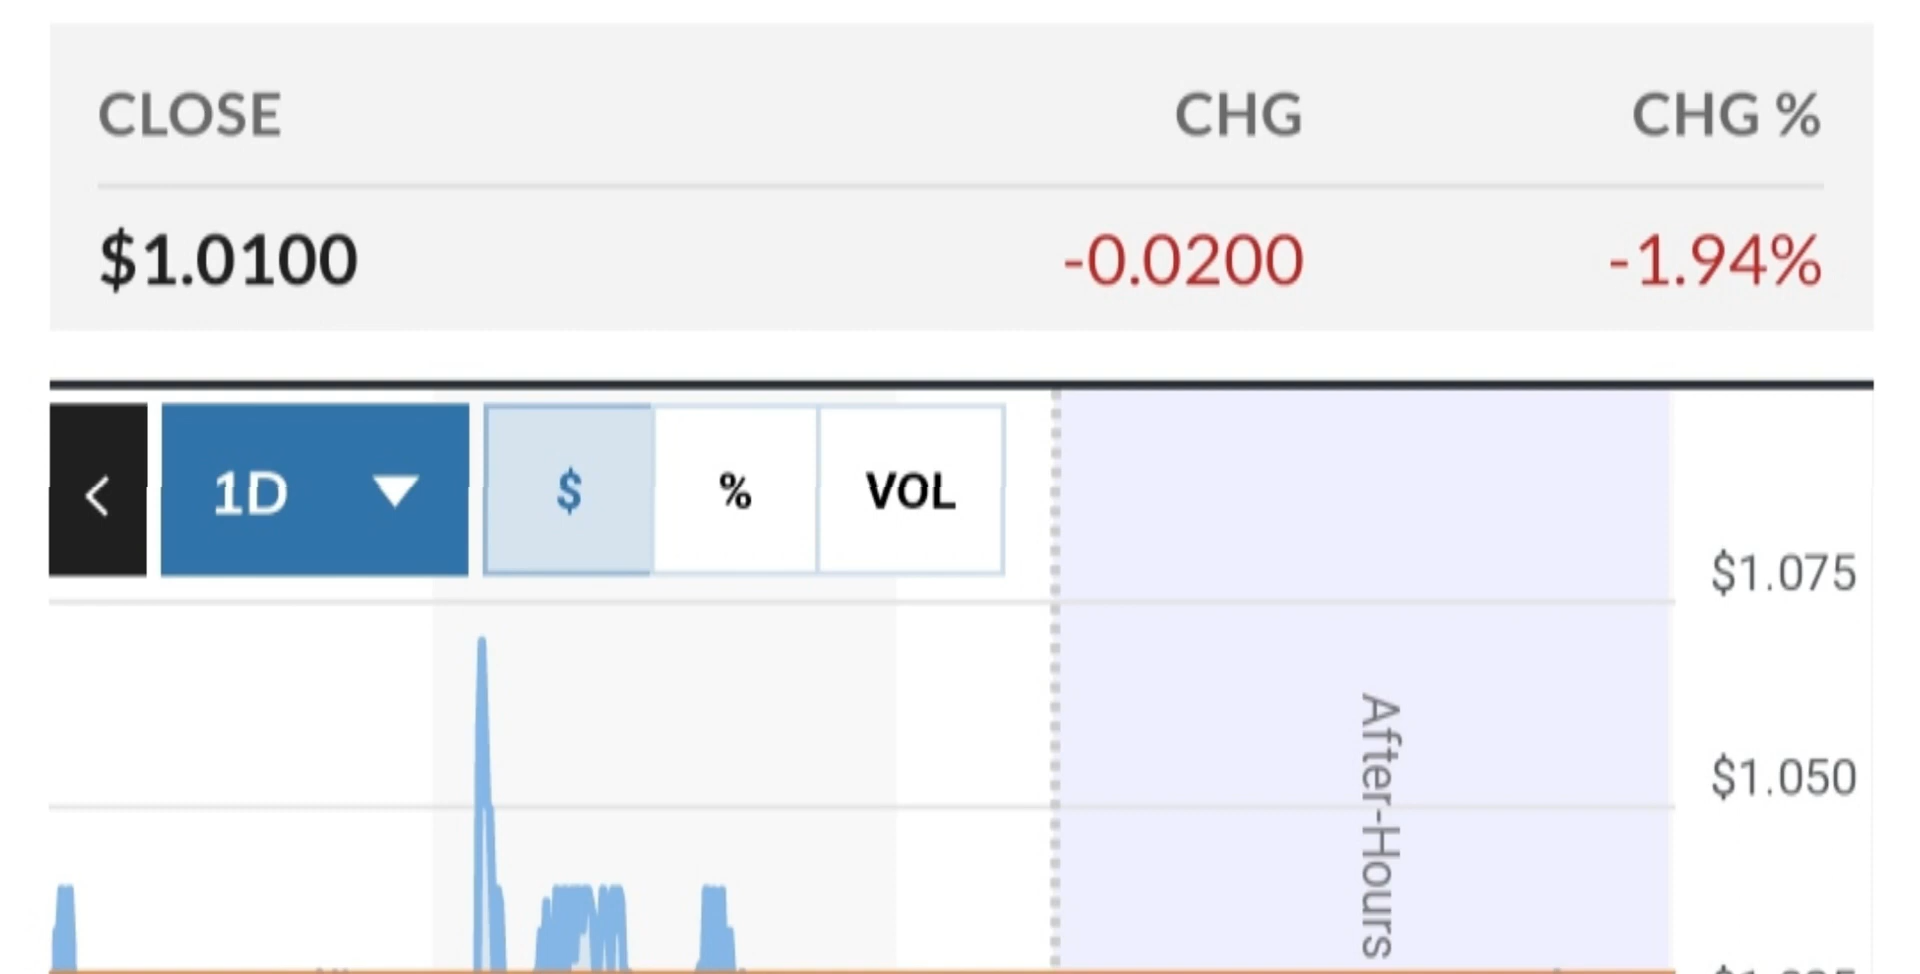 CLOSE CHG CHG %
$1.0100 -0.0200 -1.94%
1D $ % VOL
$1.075
After-Hours
$1.050